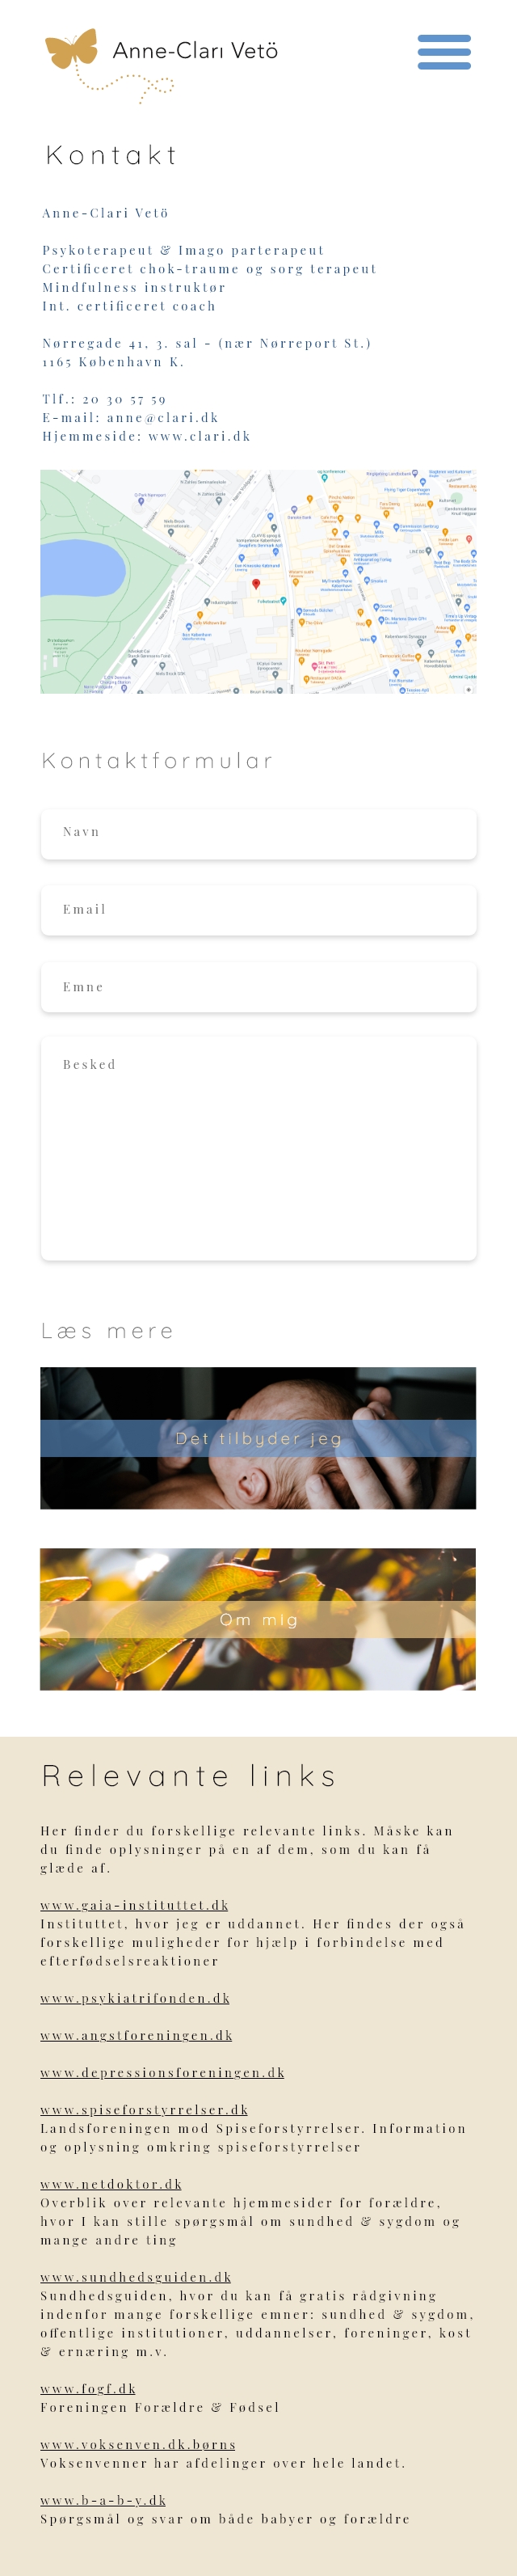 Anne-Cları Vetö
Kontakt
Anne-Clari Vetö
Psykoterapeut & Imago parterapeut
Certificeret chok-traume og sorg terapeut
Mindfulness instruktør
Int. certificeret coach
Nørregade 41, 3. sal - (nær Nørreport St.)
1165 København K.
Tlf.: 20 30 57 59
E-mail: anne@clari.dk
Hjemmeside: www.clari.dk
Kontaktformular
Navn
Email
Emne
Besked
Læs mere
Det tilbyder jeg
Om mig
Relevante links
Her finder du forskellige relevante links. Måske kan
du finde oplysninger på en af dem, som du kan få
glæde af.
www.gaia-instituttet.dk
Instituttet, hvor jeg er uddannet. Her findes der også
forskellige muligheder for hjælp i forbindelse med
efterfødselsreaktioner
www.psykiatrifonden.dk
www.angstforeningen.dk
www.depressionsforeningen.dk
www.spiseforstyrrelser.dk
Landsforeningen mod Spiseforstyrrelser. Information
og oplysning omkring spiseforstyrrelser
www.netdoktor.dk
Overblik over relevante hjemmesider for forældre,
hvor I kan stille spørgsmål om sundhed & sygdom og
mange andre ting
www.sundhedsguiden.dk
Sundhedsguiden, hvor du kan få gratis rådgivning
indenfor mange forskellige emner: sundhed & sygdom,
offentlige institutioner, uddannelser, foreninger, kost
& ernæring m.v.
www.fogf.dk
Foreningen Forældre & Fødsel
www.voksenven.dk.børns
Voksenvenner har afdelinger over hele landet.
www.b-a-b-y.dk
Spørgsmål og svar om både babyer og forældre